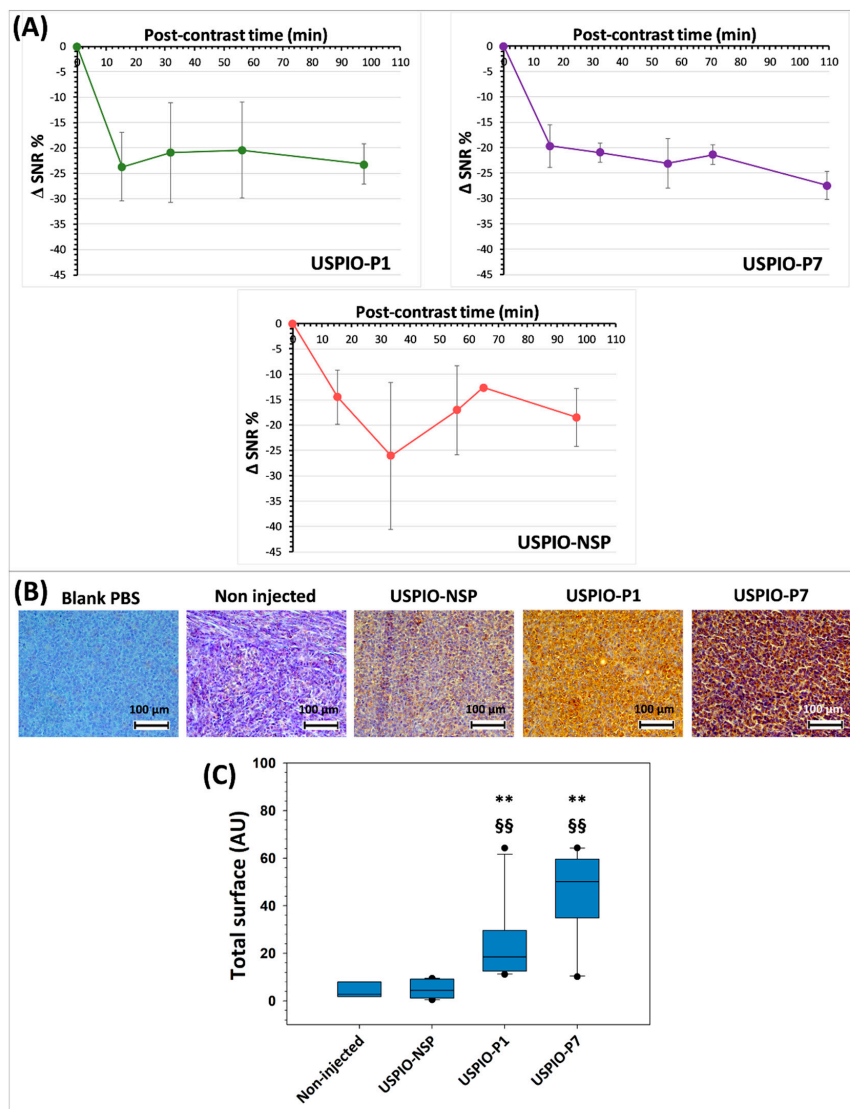 (A)
Post-contrast time (min)
0 10 20 30 40 50 60 70 80 90 100 110
0
-5
-10
-15
-20
-25
-30
-35
-40
-45
Δ SNR %
USPIO-P1
Post-contrast time (min)
0 10 20 30 40 50 60 70 80 90 100 110
0
-5
-10
-15
-20
-25
-30
-35
-40
-45
Δ SNR %
USPIO-P7
Post-contrast time (min)
0 10 20 30 40 50 60 70 80 90 100 110
0
-5
-10
-15
-20
-25
-30
-35
-40
-45
Δ SNR %
USPIO-NSP
(B)
Blank PBS Non injected USPIO-NSP USPIO-P1 USPIO-P7
100 µm 100 µm 100 µm 100 µm 100 µm
(C)
100
80
60
40
20
0
Total surface (AU)
** **
§§ §§
Non-injected USPIO-NSP USPIO-P1 USPIO-P7